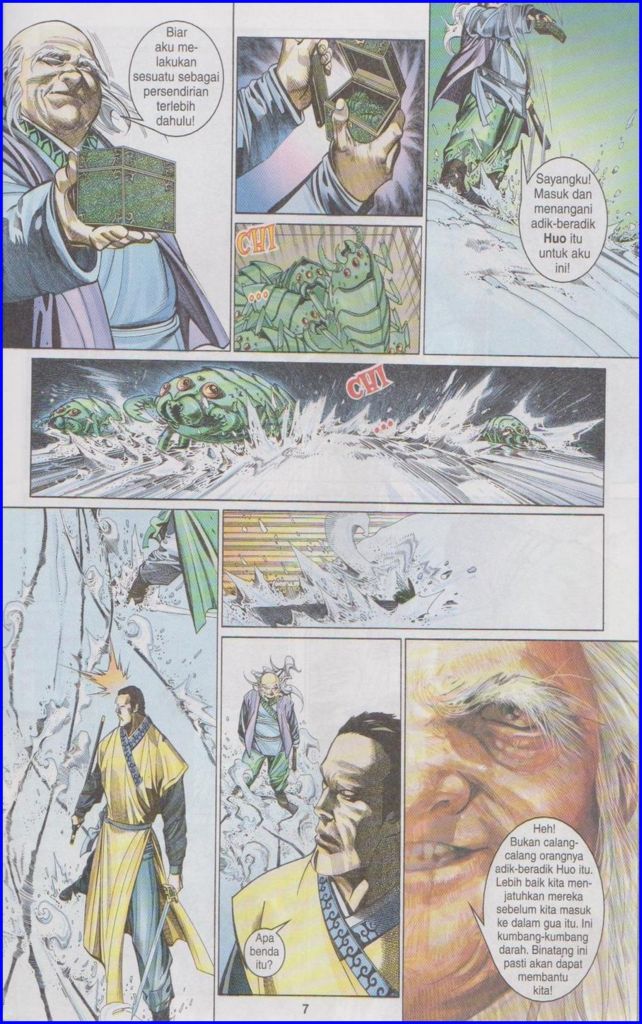 Biar
aku me-
lakukan
sesuatu sebagai
persendirian
terlebih
dahulu!
Sayangku!
Masuk dan
menangani
adik-beradik
Huo itu
untuk aku
ini!
CHI
...
CHI
...
Apa
benda
itu?
Heh!
Bukan calang-
calang orangnya
adik-beradik Huo itu.
Lebih baik kita men-
jatuhkan mereka
sebelum kita masuk
ke dalam gua itu. Ini
kumbang-kumbang
darah. Binatang ini
pasti akan dapat
membantu
kita!
7